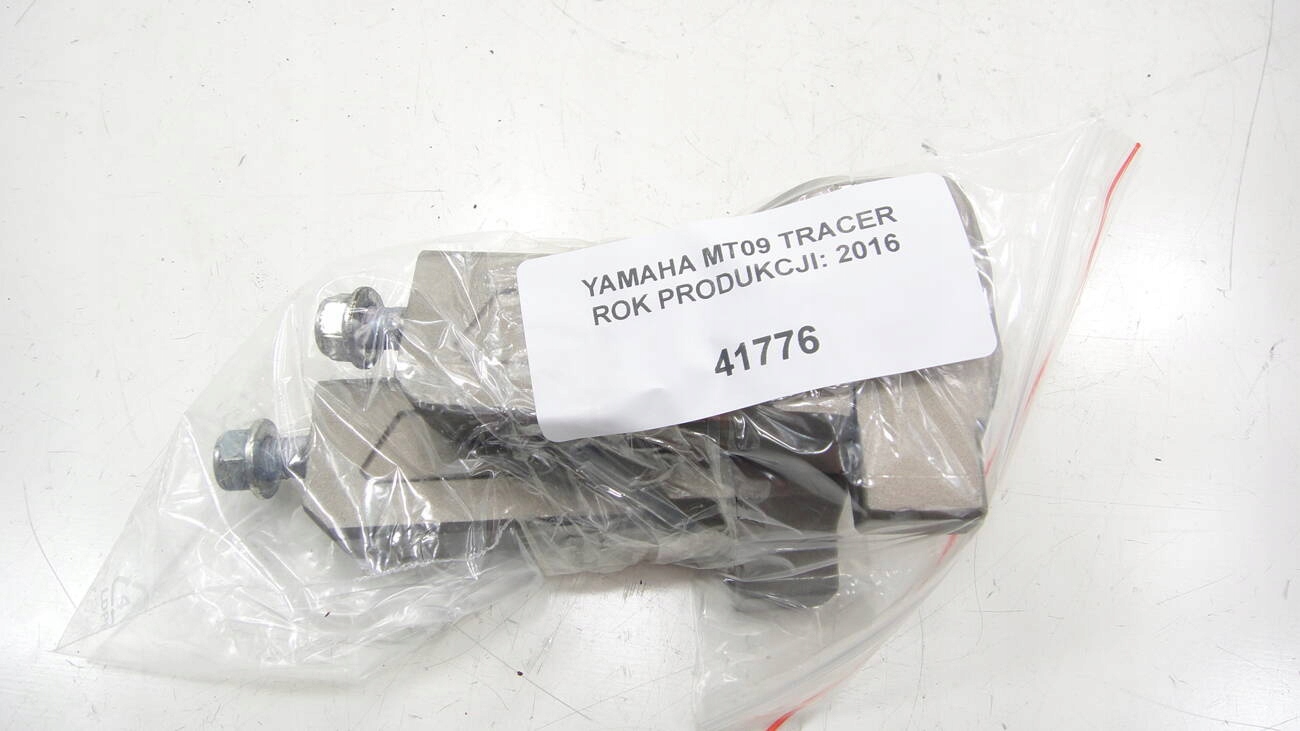 YAMAHA MT09 TRACER
ROK PRODUKCJI: 2016
41776